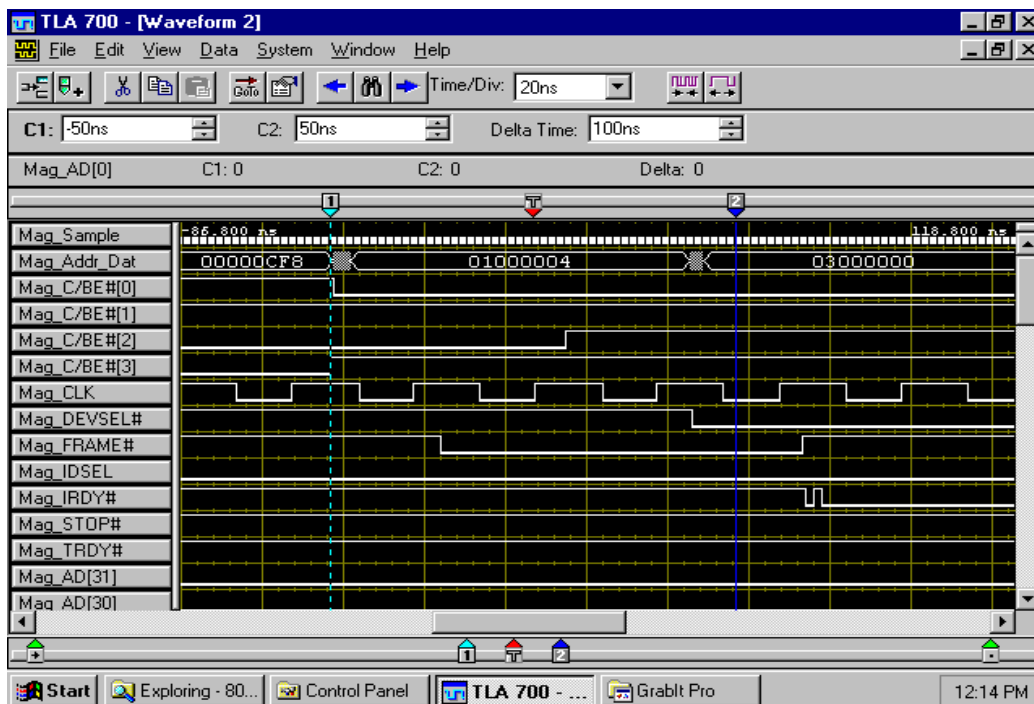 TLA 700 - [Waveform 2]
File Edit View Data System Window Help
GoTo Time/Div: 20ns
C1: -50ns C2: 50ns Delta Time: 100ns
Mag_AD[0] C1: 0 C2: 0 Delta: 0
1 T 2
Mag_Sample -86.800 ns 118.800 ns
Mag_Addr_Dat 00000CF8 01000004 03000000
Mag_C/BE#[0]
Mag_C/BE#[1]
Mag_C/BE#[2]
Mag_C/BE#[3]
Mag_CLK
Mag_DEVSEL#
Mag_FRAME#
Mag_IDSEL
Mag_IRDY#
Mag_STOP#
Mag_TRDY#
Mag_AD[31]
Mag_AD[30]
1 T 2
Start Exploring - 80... Control Panel TLA 700 - ... GrabIt Pro 12:14 PM